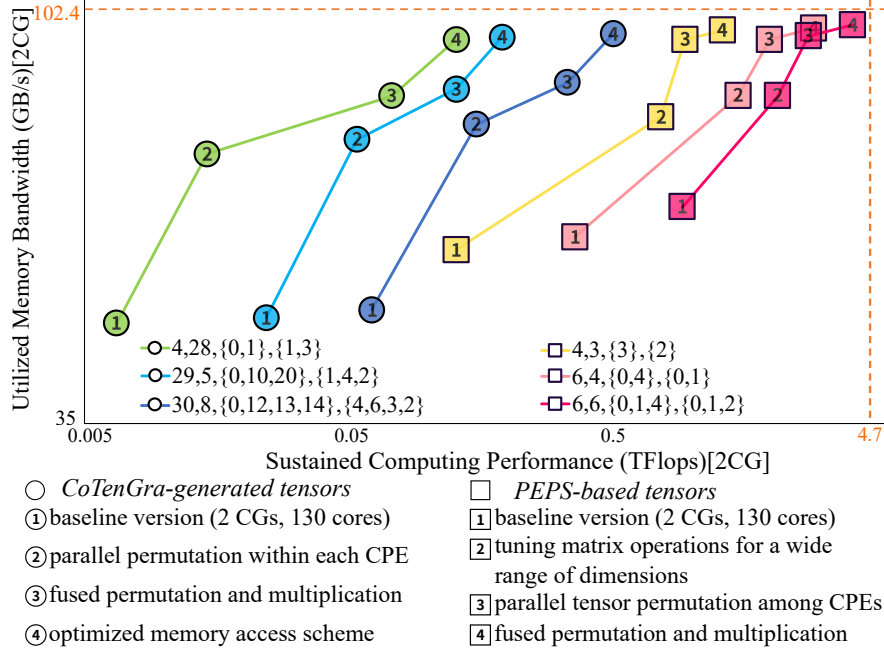 102.4
Utilized Memory Bandwidth (GB/s)[2CG]
1 2 3 4
1 2 3 4
1 2 3 4
1 2 3 4
1 2 3 4
1 2 3 4
4,28,{0,1},{1,3}
29,5,{0,10,20},{1,4,2}
30,8,{0,12,13,14},{4,6,3,2}
4,3,{3},{2}
6,4,{0,4},{0,1}
6,6,{0,1,4},{0,1,2}
35
0.005 0.05 0.5 4.7
Sustained Computing Performance (TFlops)[2CG]
CoTenGra-generated tensors
1 baseline version (2 CGs, 130 cores)
2 parallel permutation within each CPE
3 fused permutation and multiplication
4 optimized memory access scheme
PEPS-based tensors
1 baseline version (2 CGs, 130 cores)
2 tuning matrix operations for a wide
range of dimensions
3 parallel tensor permutation among CPEs
4 fused permutation and multiplication